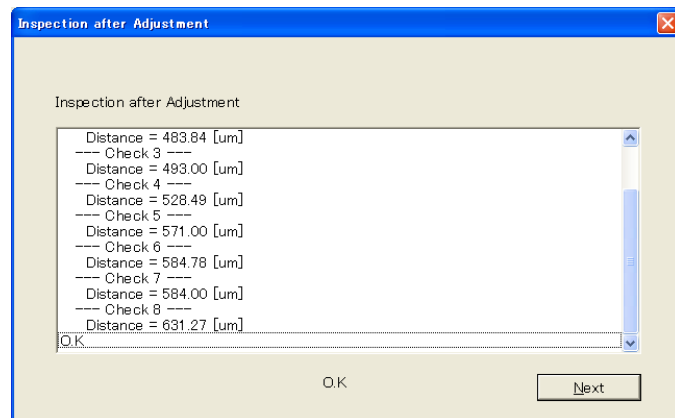 Inspection after Adjustment
Inspection after Adjustment
Distance = 483.84 [um]
--- Check 3 ---
Distance = 493.00 [um]
--- Check 4 ---
Distance = 528.49 [um]
--- Check 5 ---
Distance = 571.00 [um]
--- Check 6 ---
Distance = 584.78 [um]
--- Check 7 ---
Distance = 584.00 [um]
--- Check 8 ---
Distance = 631.27 [um]
O.K
O.K
Next